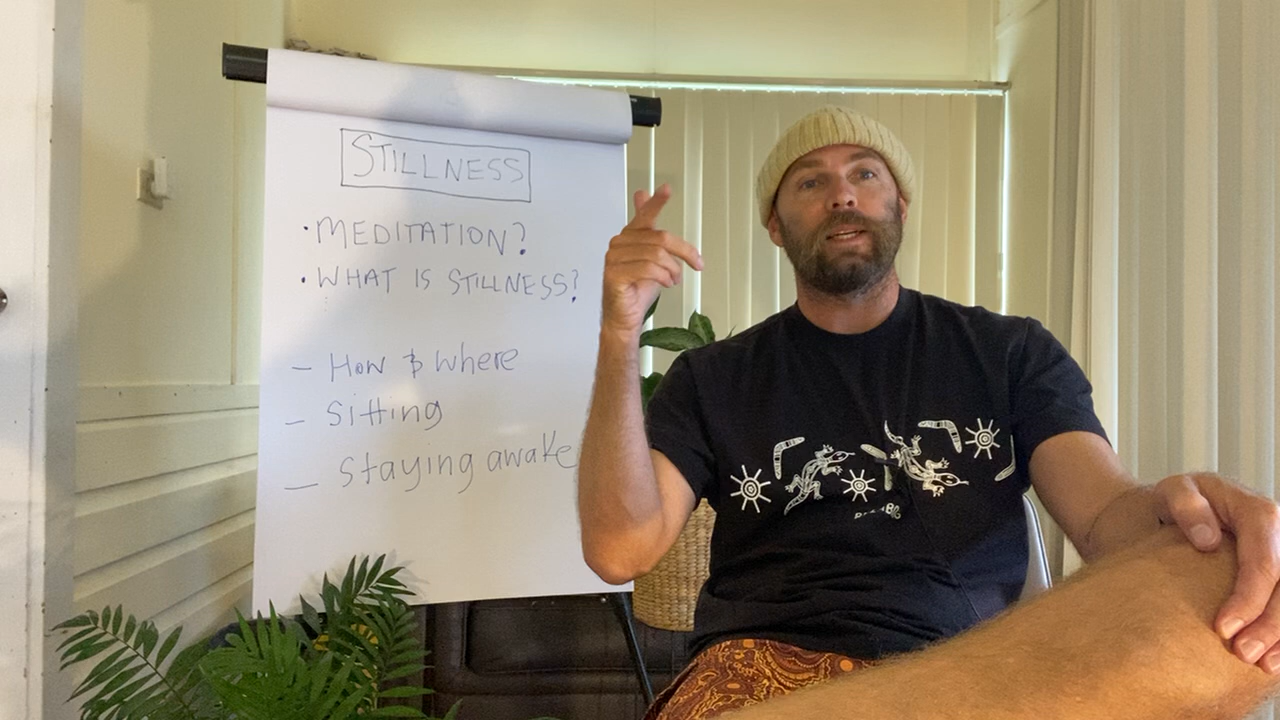 STILLNESS
• MEDITATION?
• WHAT IS STILLNESS?
- How & where
- Sitting
- Staying awake